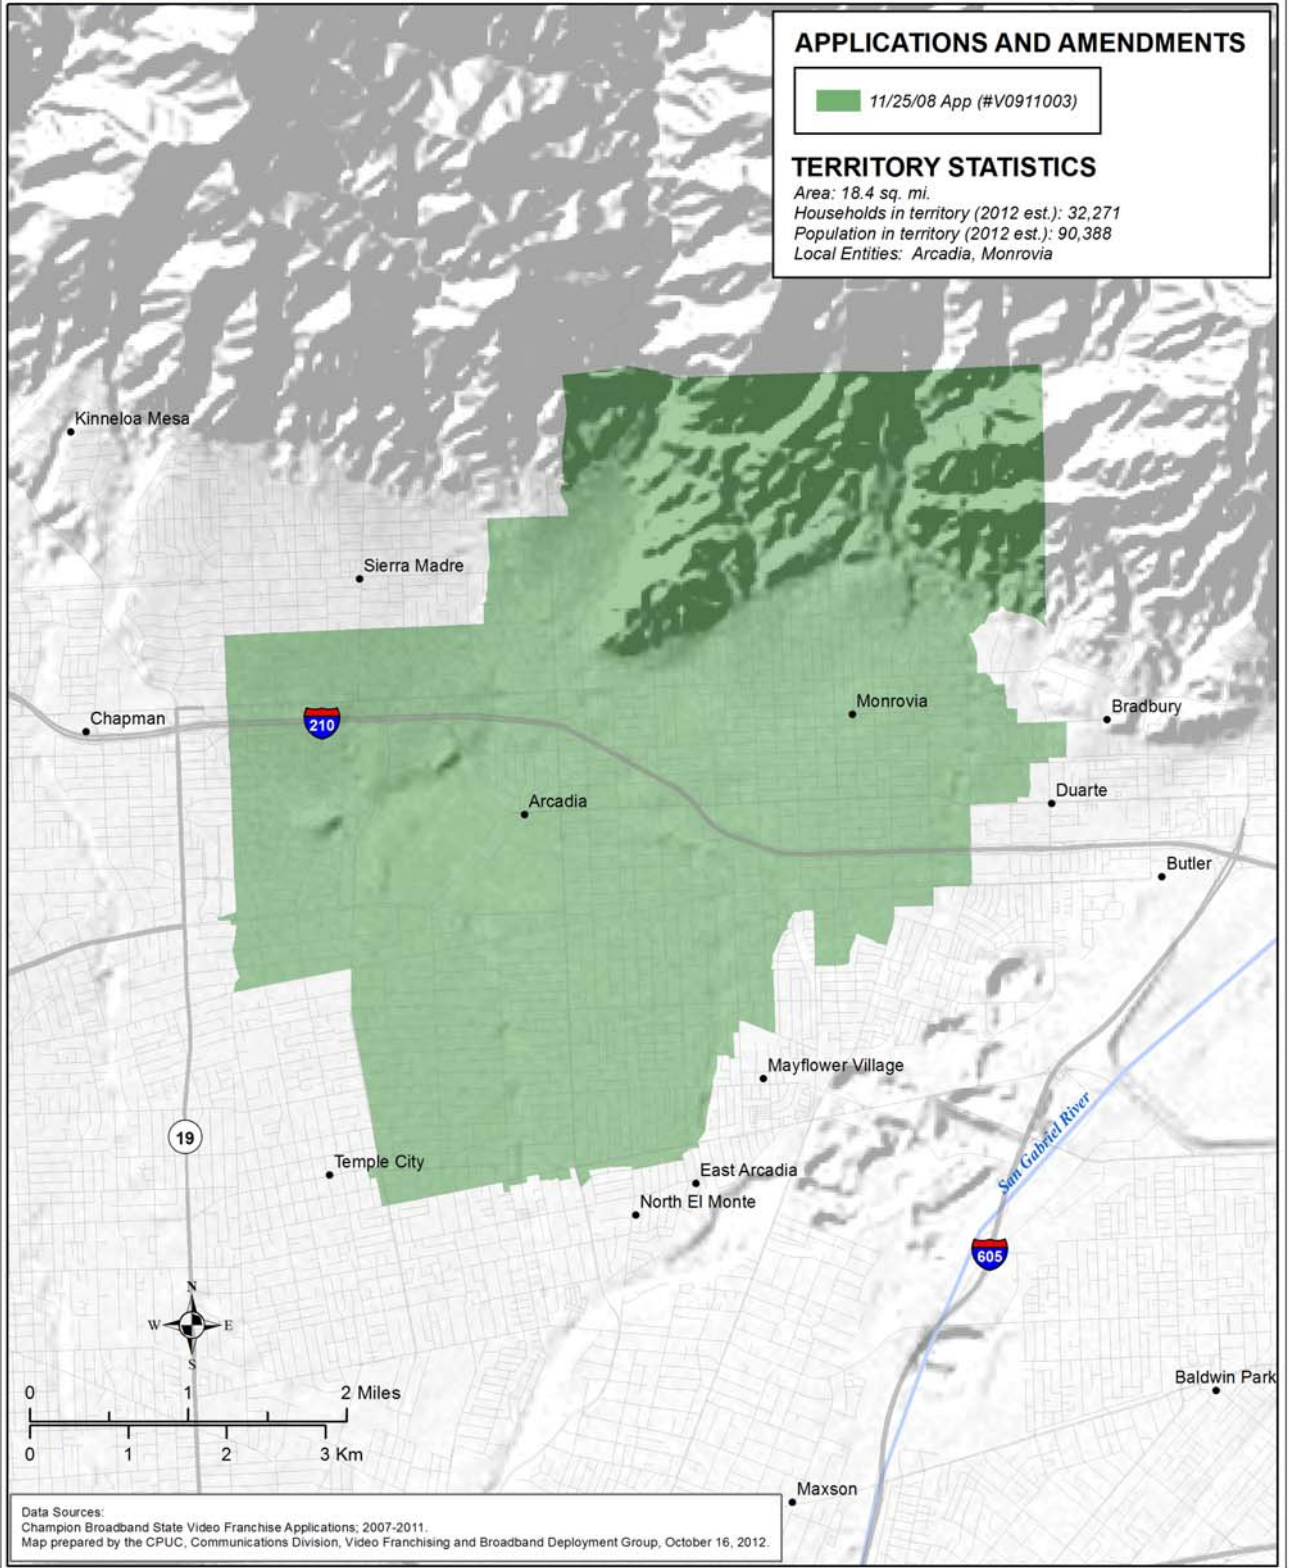 APPLICATIONS AND AMENDMENTS
11/25/08 App (#V0911003)
TERRITORY STATISTICS
Area: 18.4 sq. mi.
Households in territory (2012 est.): 32,271
Population in territory (2012 est.): 90,388
Local Entities: Arcadia, Monrovia
Kinneloa Mesa
Sierra Madre
Monrovia
Bradbury
Chapman
210
Duarte
Arcadia
Butler
Mayflower Village
San Gabriel River
19
Temple City
East Arcadia
North El Monte
605
N
W E
S
Baldwin Park
0 1 2 Miles
0 1 2 3 Km
Maxson
Data Sources:
Champion Broadband State Video Franchise Applications; 2007-2011.
Map prepared by the CPUC, Communications Division, Video Franchising and Broadband Deployment Group, October 16, 2012.